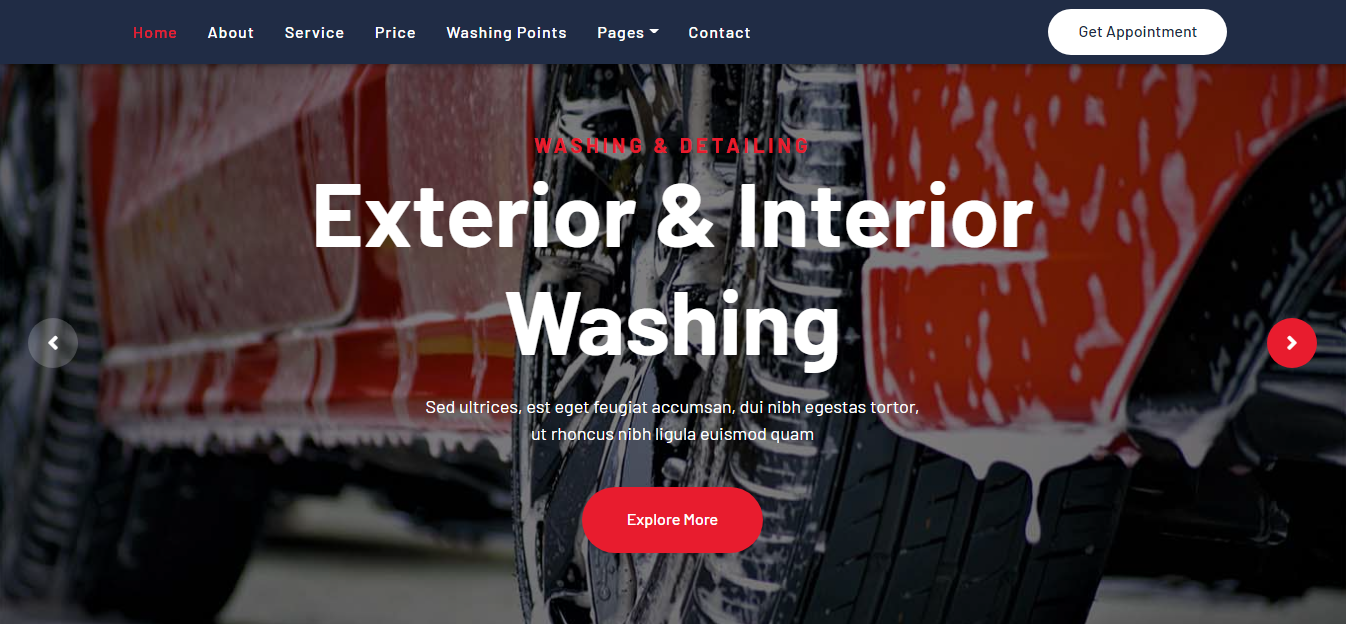 Home About Service Price Washing Points Pages Contact Get Appointment
WASHING & DETAILING
Exterior & Interior
Washing
Sed ultrices, est eget feugiat accumsan, dui nibh egestas tortor,
ut rhoncus nibh ligula euismod quam
Explore More